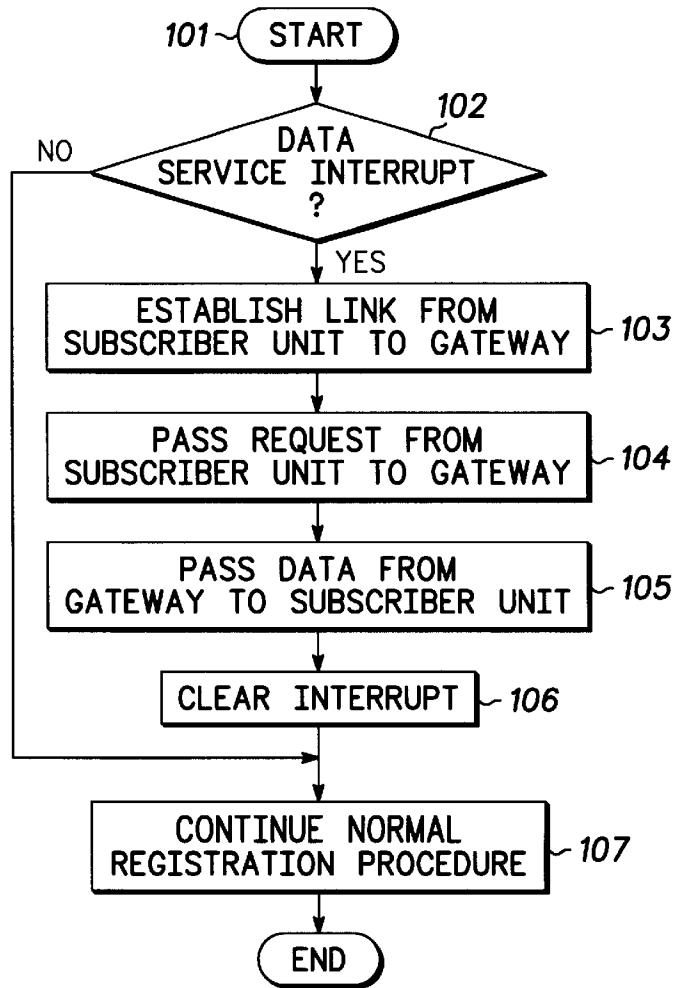 101 START
102
DATA
NO
SERVICE INTERRUPT
?
YES
ESTABLISH LINK FROM
SUBSCRIBER UNIT TO GATEWAY
103
PASS REQUEST FROM
SUBSCRIBER UNIT TO GATEWAY
104
PASS DATA FROM
GATEWAY TO SUBSCRIBER UNIT
105
CLEAR INTERRUPT
106
CONTINUE NORMAL
REGISTRATION PROCEDURE
107
END